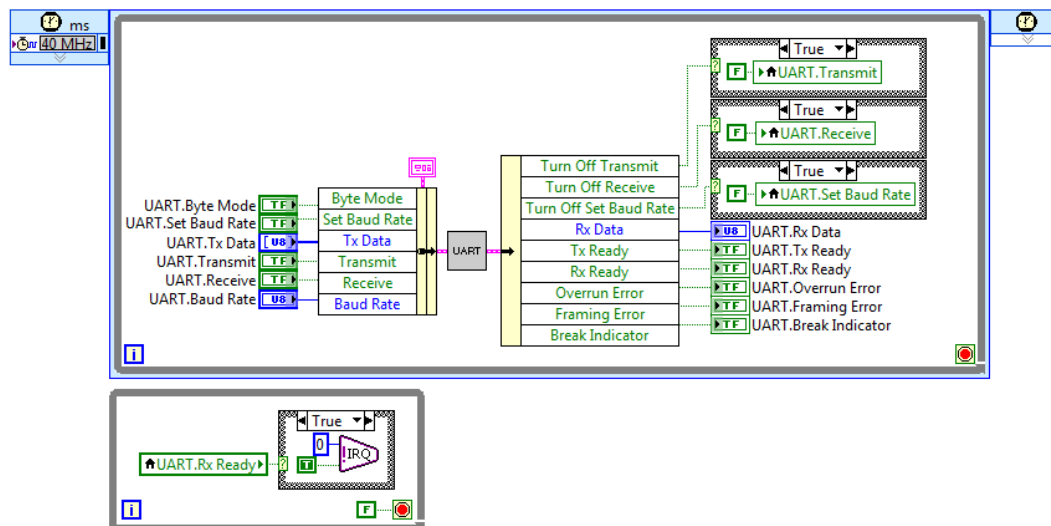 ms
40 MHz
True
F
UART.Transmit
True
F
UART.Receive
True
F
UART.Set Baud Rate
UART.Byte Mode TF
UART.Set Baud Rate TF
UART.Tx Data U8
UART.Transmit TF
UART.Receive TF
UART.Baud Rate U8
Byte Mode
Set Baud Rate
Tx Data
Transmit
Receive
Baud Rate
UART
Turn Off Transmit
Turn Off Receive
Turn Off Set Baud Rate
Rx Data
Tx Ready
Rx Ready
Overrun Error
Framing Error
Break Indicator
U8 UART.Rx Data
TF UART.Tx Ready
TF UART.Rx Ready
TF UART.Overrun Error
TF UART.Framing Error
TF UART.Break Indicator
i
True
0
!IRQ
T
UART.Rx Ready
?
i
F